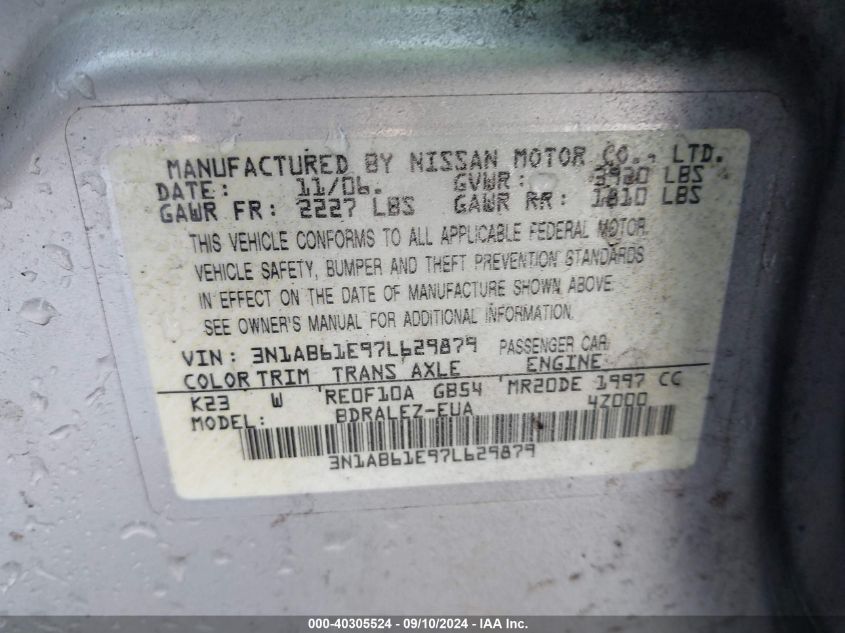 MANUFACTURED BY NISSAN MOTOR CO., LTD.
DATE: 11/06. GVWR: 3920 LBS
GAWR FR: 2227 LBS GAWR RR: 1810 LBS
THIS VEHICLE CONFORMS TO ALL APPLICABLE FEDERAL MOTOR
VEHICLE SAFETY, BUMPER AND THEFT PREVENTION STANDARDS
IN EFFECT ON THE DATE OF MANUFACTURE SHOWN ABOVE.
SEE OWNER'S MANUAL FOR ADDITIONAL INFORMATION.
VIN: 3N1AB61E97L629879 PASSENGER CAR
COLOR TRIM TRANS AXLE ENGINE
K23 W 'RE0F10A GB54 'MR20DE 1997 CC
MODEL: BDRALEZ-EUA 4Z000
3N1AB61E97L629879
000-40305524 - 09/10/2024 - IAA Inc.